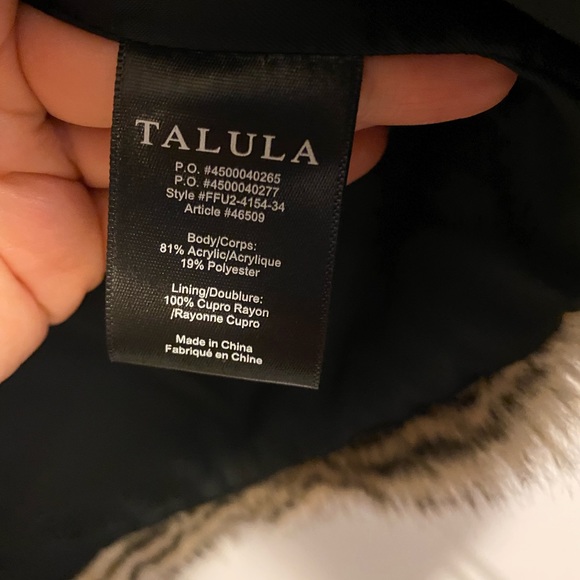 TALULA
P.O. #4500040265
P.O. #4500040277
Style #FFU2-4154-34
Article #46509
Body/Corps:
81% Acrylic/Acrylique
19% Polyester
Lining/Doublure:
100% Cupro Rayon
/Rayonne Cupro
Made in China
Fabriqué en Chine